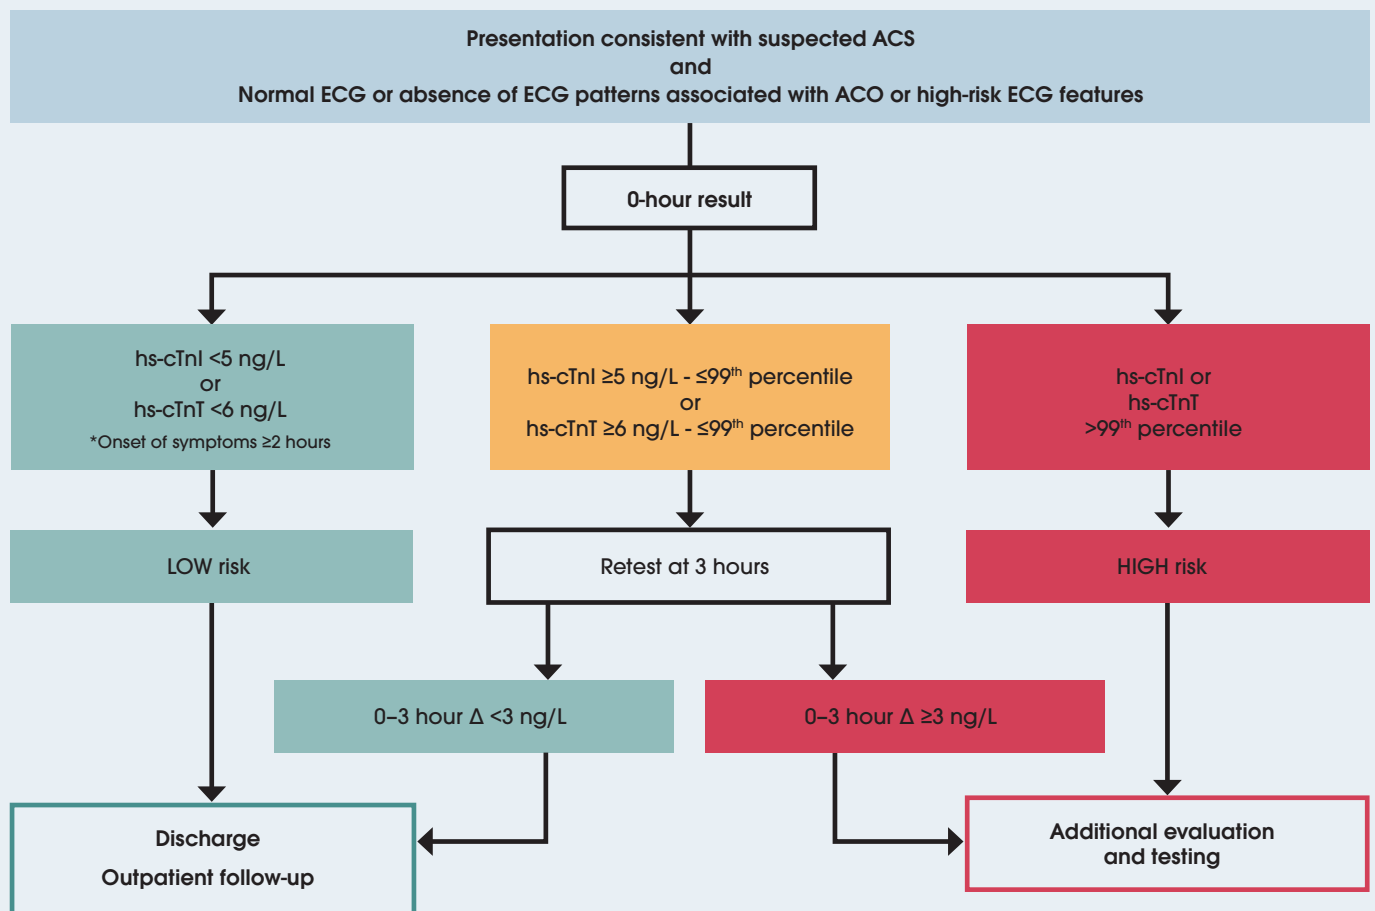 Presentation consistent with suspected ACS
and
Normal ECG or absence of ECG patterns associated with ACO or high-risk ECG features
0-hour result
hs-cTnI <5 ng/L
or
hs-cTnT <6 ng/L
*Onset of symptoms ≥2 hours
hs-cTnI ≥5 ng/L - ≤99th percentile
or
hs-cTnT ≥6 ng/L - ≤99th percentile
hs-cTnI or
hs-cTnT
>99th percentile
LOW risk
Retest at 3 hours
HIGH risk
0–3 hour Δ <3 ng/L
0–3 hour Δ ≥3 ng/L
Discharge
Outpatient follow-up
Additional evaluation
and testing